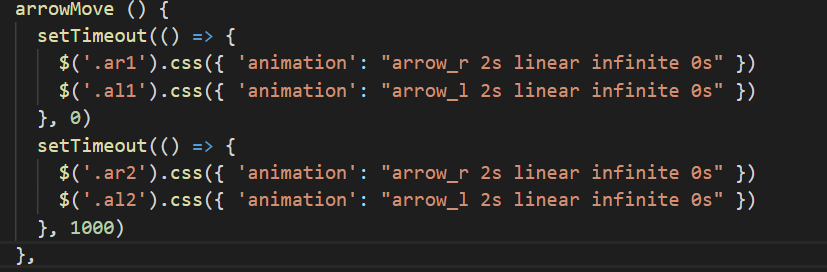 arrowMove () {
setTimeout(() => {
$('.ar1').css({ 'animation': "arrow_r 2s linear infinite 0s" })
$('.al1').css({ 'animation': "arrow_l 2s linear infinite 0s" })
}, 0)
setTimeout(() => {
$('.ar2').css({ 'animation': "arrow_r 2s linear infinite 0s" })
$('.al2').css({ 'animation': "arrow_l 2s linear infinite 0s" })
}, 1000)
},